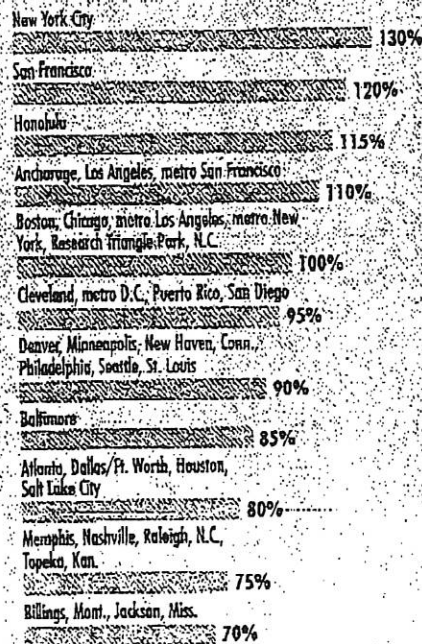 New York City
130%
San Francisco
120%
Honolulu
115%
Anchorage, Los Angeles, metro San Francisco
110%
Boston, Chicago, metro Los Angeles, metro New
York, Research Triangle Park, N.C.
100%
Cleveland, metro D.C., Puerto Rico, San Diego
95%
Denver, Minneapolis, New Haven, Conn.,
Philadelphia, Seattle, St. Louis
90%
Baltimore
85%
Atlanta, Dallas/Ft. Worth, Houston,
Salt Lake City
80%
Memphis, Nashville, Raleigh, N.C.,
Topeka, Kan.
75%
Billings, Mont., Jackson, Miss.
70%